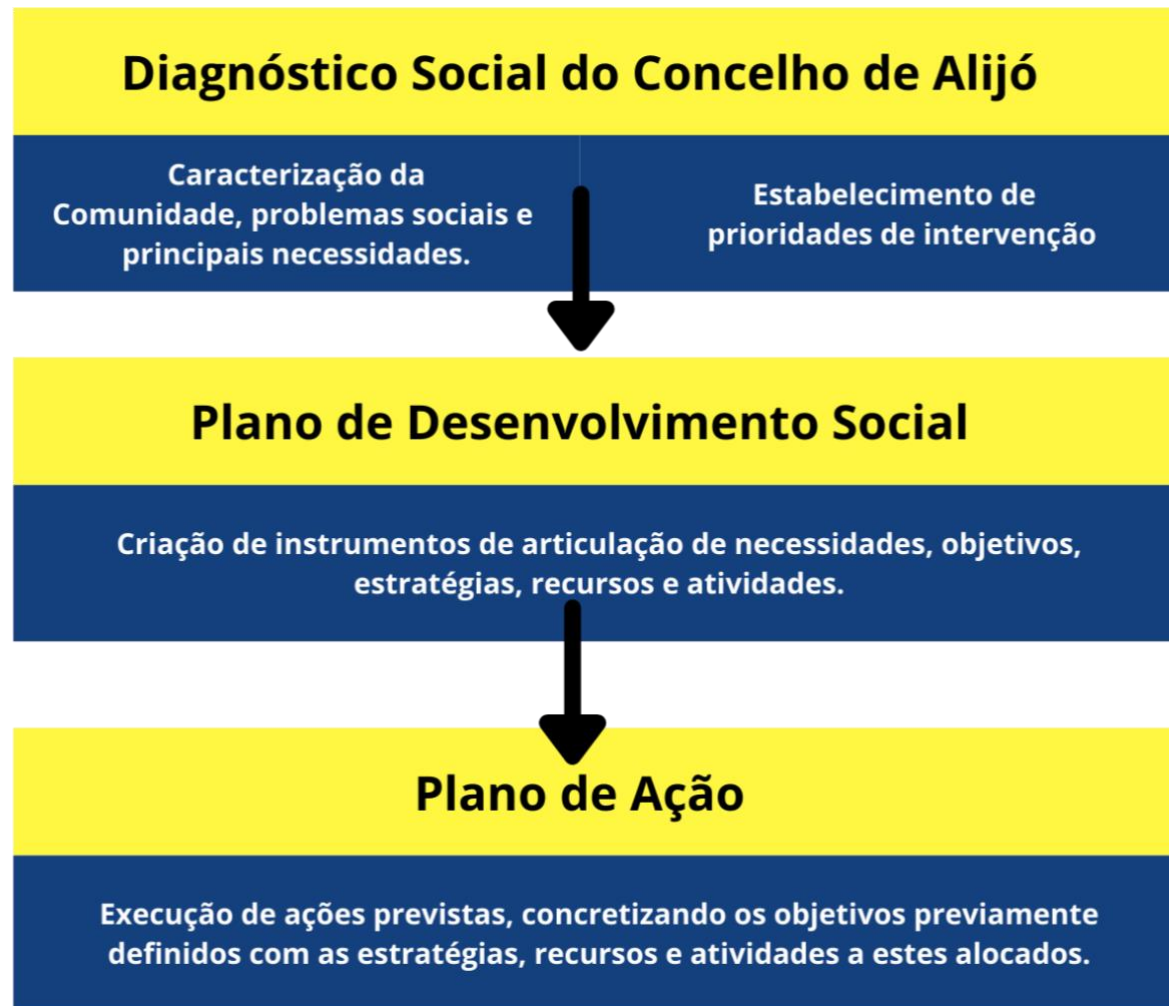 Diagnóstico Social do Concelho de Alijó
Caracterização da
Comunidade, problemas sociais e
principais necessidades.
Estabelecimento de
prioridades de intervenção
Plano de Desenvolvimento Social
Criação de instrumentos de articulação de necessidades, objetivos,
estratégias, recursos e atividades.
Plano de Ação
Execução de ações previstas, concretizando os objetivos previamente
definidos com as estratégias, recursos e atividades a estes alocados.